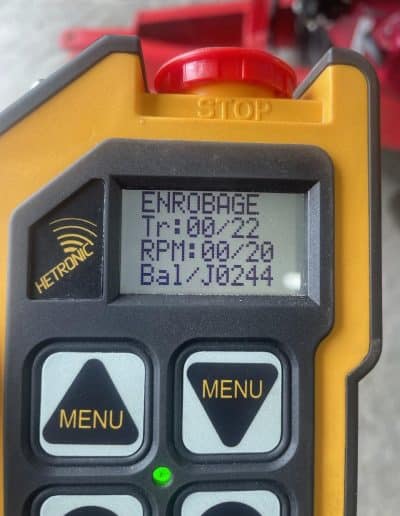 STOP
ENROBAGE
Tr:00/22
RPM:00/20
Bal/J0244
HETRONIC
MENU
MENU